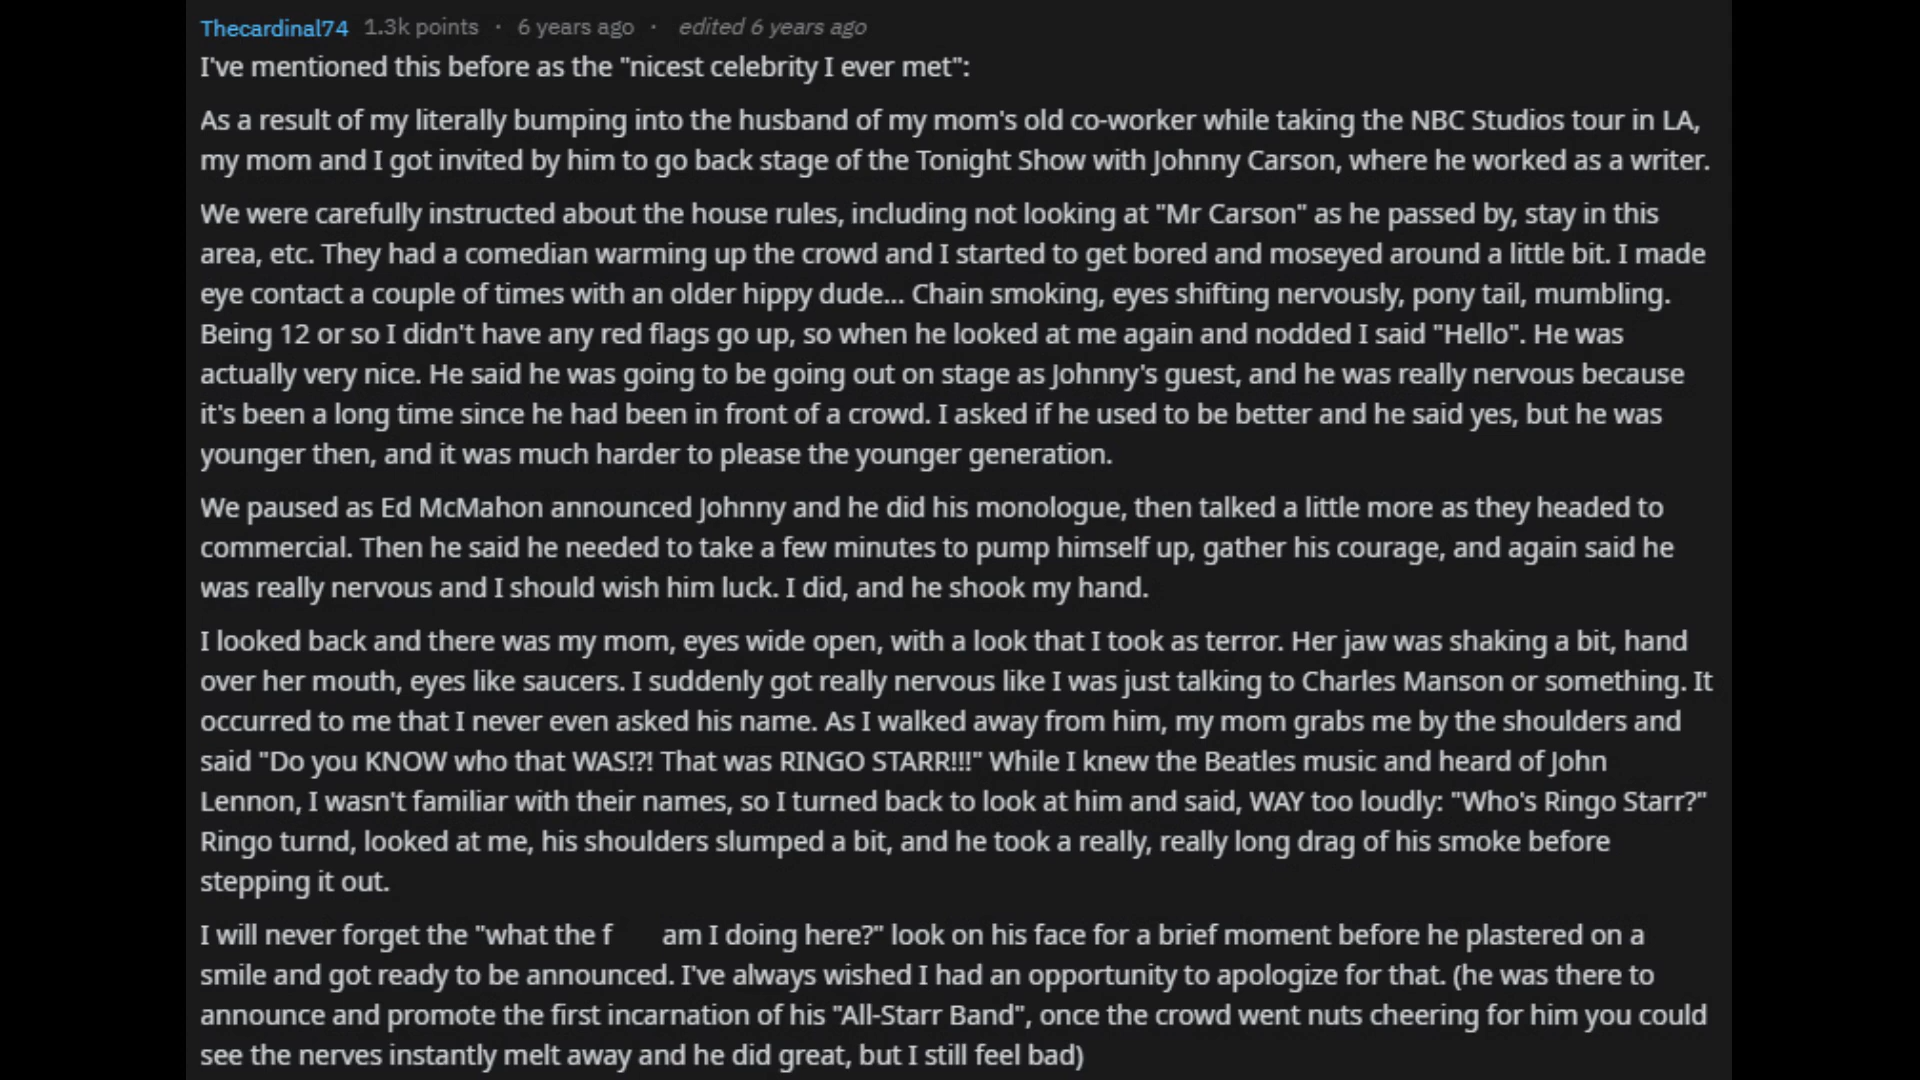 Thecardinal74 1.3k points · 6 years ago · edited 6 years ago
I've mentioned this before as the "nicest celebrity I ever met":
As a result of my literally bumping into the husband of my mom's old co-worker while taking the NBC Studios tour in LA,
my mom and I got invited by him to go back stage of the Tonight Show with Johnny Carson, where he worked as a writer.
We were carefully instructed about the house rules, including not looking at "Mr Carson" as he passed by, stay in this
area, etc. They had a comedian warming up the crowd and I started to get bored and moseyed around a little bit. I made
eye contact a couple of times with an older hippy dude... Chain smoking, eyes shifting nervously, pony tail, mumbling.
Being 12 or so I didn't have any red flags go up, so when he looked at me again and nodded I said "Hello". He was
actually very nice. He said he was going to be going out on stage as Johnny's guest, and he was really nervous because
it's been a long time since he had been in front of a crowd. I asked if he used to be better and he said yes, but he was
younger then, and it was much harder to please the younger generation.
We paused as Ed McMahon announced Johnny and he did his monologue, then talked a little more as they headed to
commercial. Then he said he needed to take a few minutes to pump himself up, gather his courage, and again said he
was really nervous and I should wish him luck. I did, and he shook my hand.
I looked back and there was my mom, eyes wide open, with a look that I took as terror. Her jaw was shaking a bit, hand
over her mouth, eyes like saucers. I suddenly got really nervous like I was just talking to Charles Manson or something. It
occurred to me that I never even asked his name. As I walked away from him, my mom grabs me by the shoulders and
said "Do you KNOW who that WAS!?! That was RINGO STARR!!!" While I knew the Beatles music and heard of John
Lennon, I wasn't familiar with their names, so I turned back to look at him and said, WAY too loudly: "Who's Ringo Starr?"
Ringo turnd, looked at me, his shoulders slumped a bit, and he took a really, really long drag of his smoke before
stepping it out.
I will never forget the "what the f am I doing here?" look on his face for a brief moment before he plastered on a
smile and got ready to be announced. I've always wished I had an opportunity to apologize for that. (he was there to
announce and promote the first incarnation of his "All-Starr Band", once the crowd went nuts cheering for him you could
see the nerves instantly melt away and he did great, but I still feel bad)